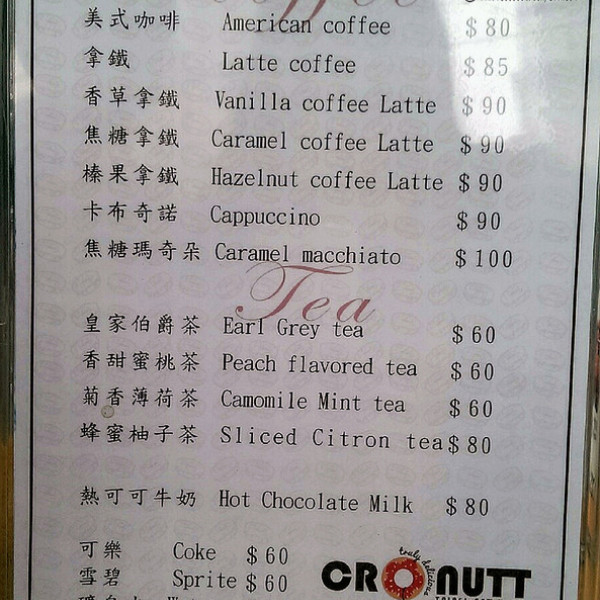 Coffee
美式咖啡 American coffee $80
拿鐵 Latte coffee $85
香草拿鐵 Vanilla coffee Latte $90
焦糖拿鐵 Caramel coffee Latte $90
榛果拿鐵 Hazelnut coffee Latte $90
卡布奇諾 Cappuccino $90
焦糖瑪奇朵 Caramel macchiato $100
Tea
皇家伯爵茶 Earl Grey tea $60
香甜蜜桃茶 Peach flavored tea $60
菊香薄荷茶 Camomile Mint tea $60
蜂蜜柚子茶 Sliced Citron tea $80
熱可可牛奶 Hot Chocolate Milk $80
可樂 Coke $60
雪碧 Sprite $60
truly delicious
CRONUTT